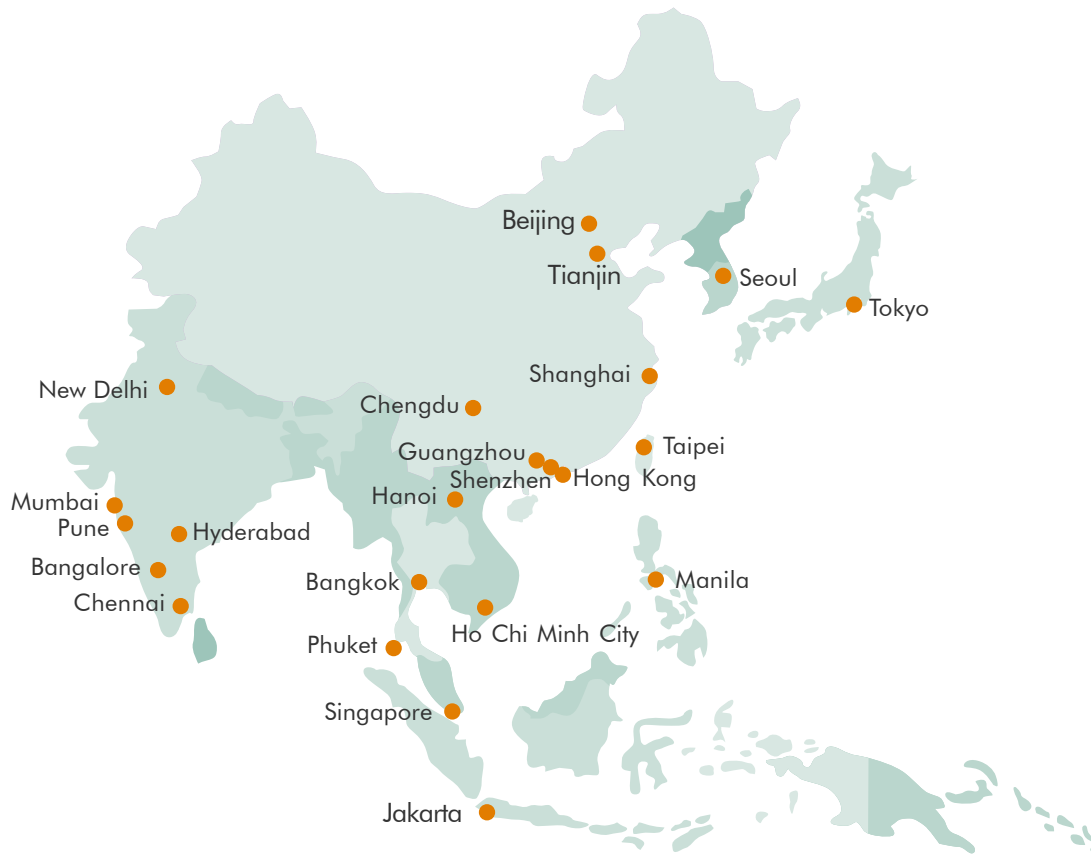 Beijing
Tianjin
Seoul
Tokyo
Shanghai
New Delhi
Chengdu
Taipei
Guangzhou
Shenzhen
Hong Kong
Hanoi
Mumbai
Pune
Hyderabad
Bangalore
Bangkok
Manila
Chennai
Ho Chi Minh City
Phuket
Singapore
Jakarta